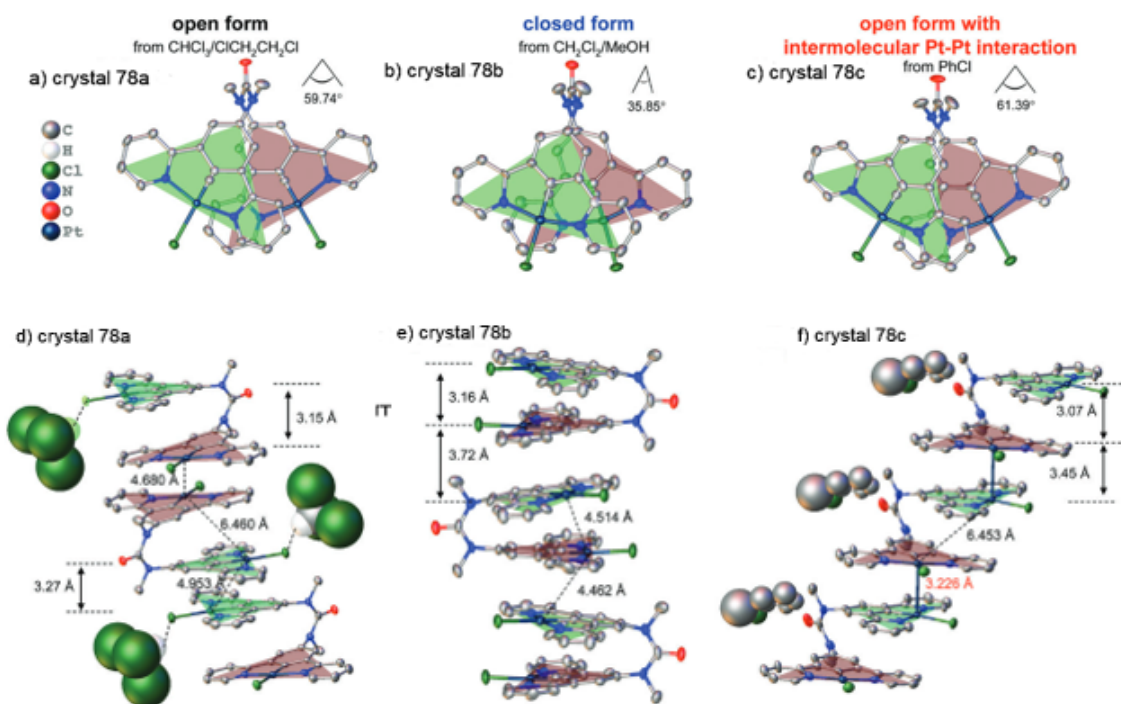 open form
from CHCl3/ClCH2CH2Cl
a) crystal 78a
59.74°
closed form
from CH2Cl2/MeOH
b) crystal 78b
35.85°
open form with
intermolecular Pt-Pt interaction
from PhCl
c) crystal 78c
61.39°
C
H
Cl
N
O
Pt
d) crystal 78a
3.15 Å
4.680 Å
6.460 Å
3.27 Å
4.953 Å
e) crystal 78b
3.16 Å
3.72 Å
4.514 Å
4.462 Å
f) crystal 78c
3.07 Å
3.45 Å
6.453 Å
3.226 Å